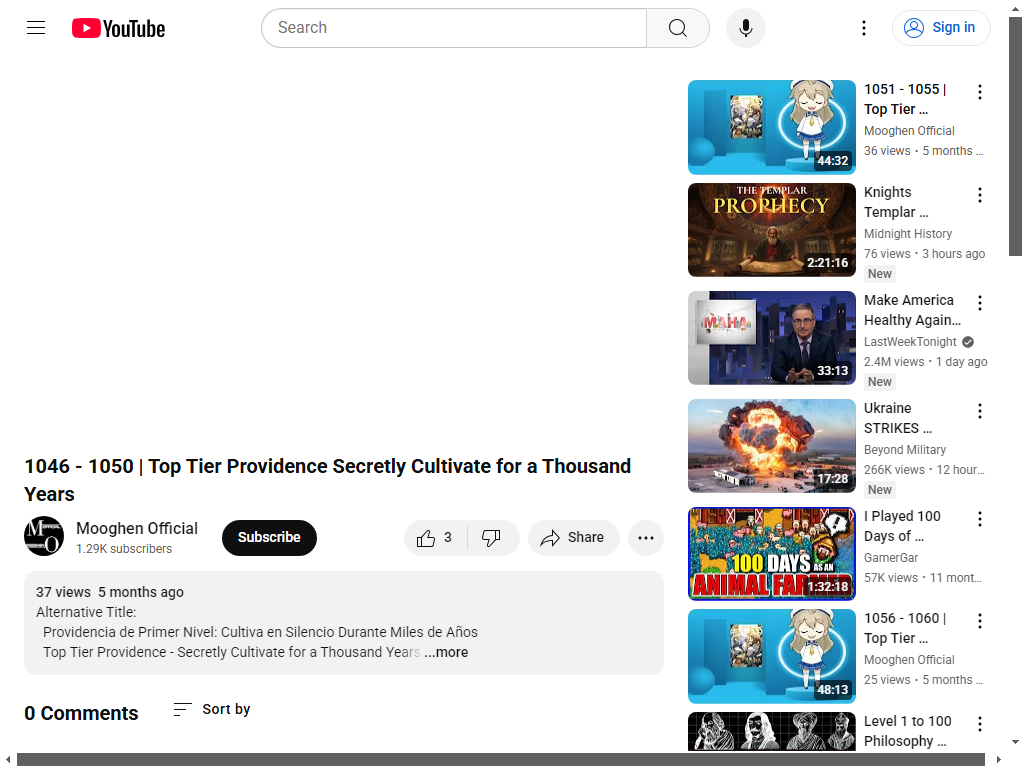 YouTube
Search
Sign in
1046 - 1050 | Top Tier Providence Secretly Cultivate for a Thousand
Years
Mooghen Official
1.29K subscribers
Subscribe
3
Share
37 views 5 months ago
Alternative Title:
Providencia de Primer Nivel: Cultiva en Silencio Durante Miles de Años
Top Tier Providence - Secretly Cultivate for a Thousand Years ...more
0 Comments
Sort by
44:32
1051 - 1055 |
Top Tier ...
Mooghen Official
36 views • 5 months ...
THE TEMPLAR
PROPHECY
2:21:16
Knights
Templar ...
Midnight History
76 views • 3 hours ago
New
MAHA
33:13
Make America
Healthy Again...
LastWeekTonight
2.4M views • 1 day ago
New
17:28
Ukraine
STRIKES ...
Beyond Military
266K views • 12 hour...
New
100 DAYS AS AN
ANIMAL FARMER
1:32:18
I Played 100
Days of ...
GamerGar
57K views • 11 mont...
48:13
1056 - 1060 |
Top Tier ...
Mooghen Official
25 views • 5 months ...
Level 1 to 100
Philosophy ...